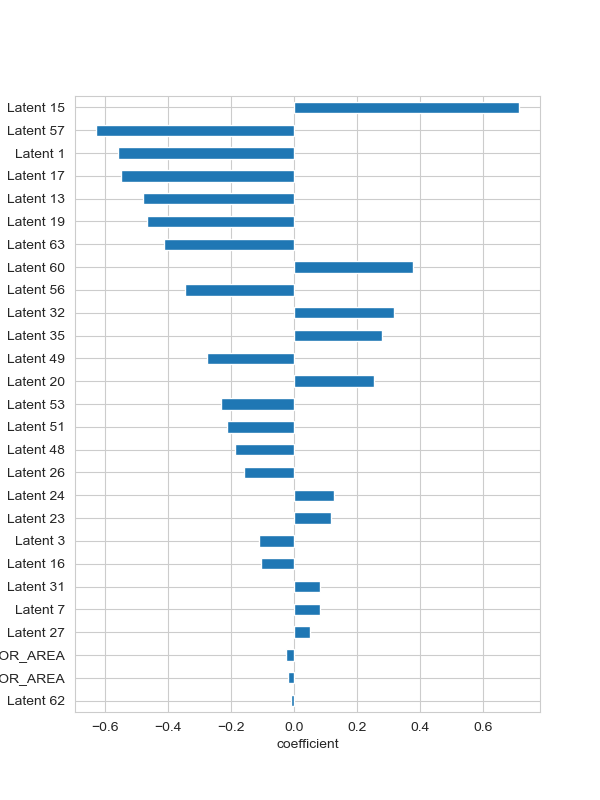 Latent 15
Latent 57
Latent 1
Latent 17
Latent 13
Latent 19
Latent 63
Latent 60
Latent 56
Latent 32
Latent 35
Latent 49
Latent 20
Latent 53
Latent 51
Latent 48
Latent 26
Latent 24
Latent 23
Latent 3
Latent 16
Latent 31
Latent 7
Latent 27
OR_AREA
OR_AREA
Latent 62
−0.6 −0.4 −0.2 0.0 0.2 0.4 0.6
coefficient